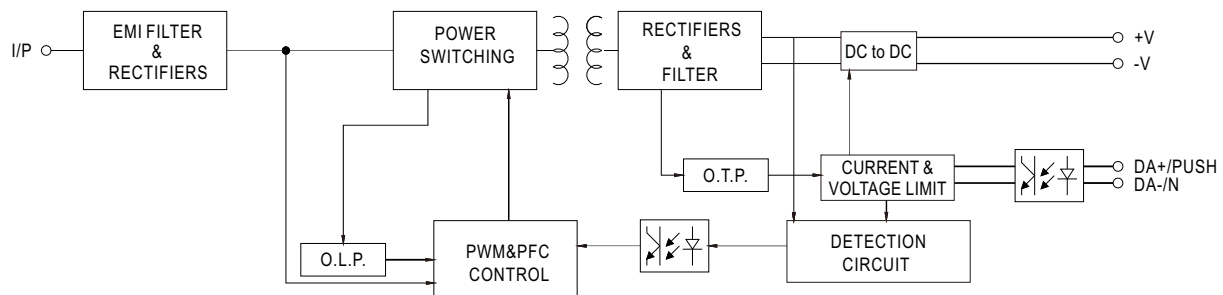 I/P
EMI FILTER
&
RECTIFIERS
POWER
SWITCHING
RECTIFIERS
&
FILTER
DC to DC
+V
-V
O.T.P.
CURRENT &
VOLTAGE LIMIT
DA+/PUSH
DA-/N
O.L.P.
PWM&PFC
CONTROL
DETECTION
CIRCUIT